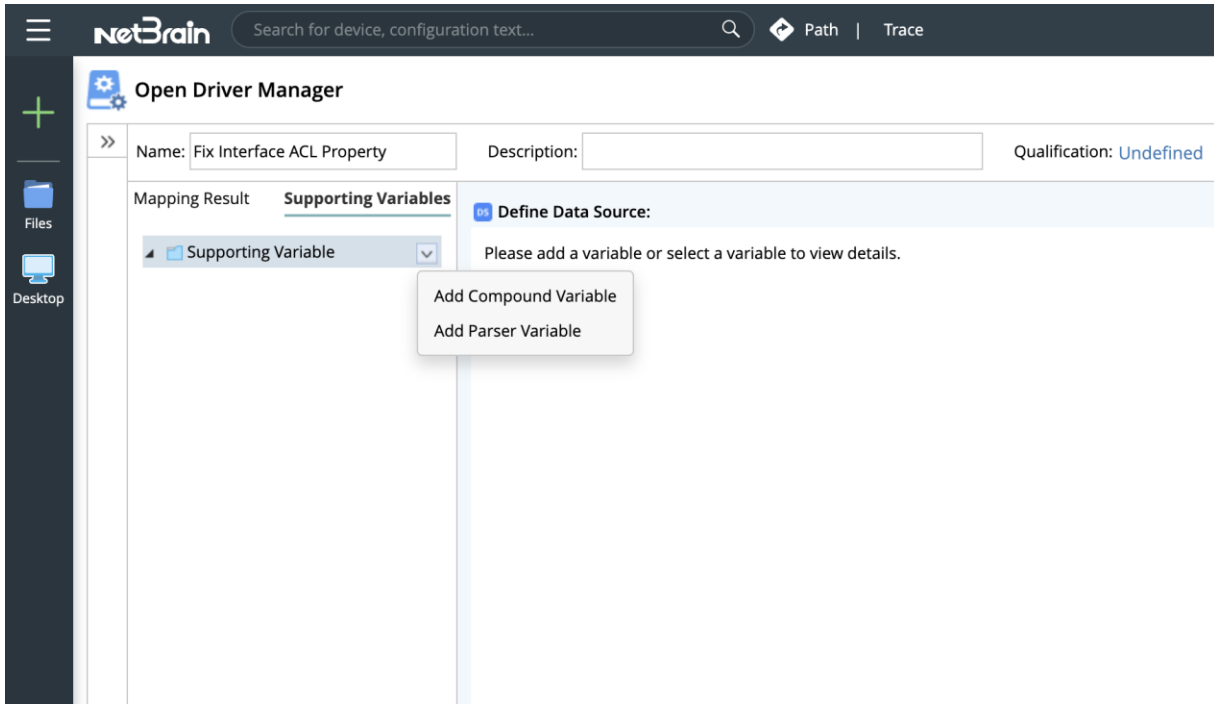 NetBrain
Search for device, configuration text...
Path | Trace
Open Driver Manager
Name: Fix Interface ACL Property
Description:
Qualification: Undefined
Files
Desktop
Mapping Result
Supporting Variables
Supporting Variable
Add Compound Variable
Add Parser Variable
DS Define Data Source:
Please add a variable or select a variable to view details.